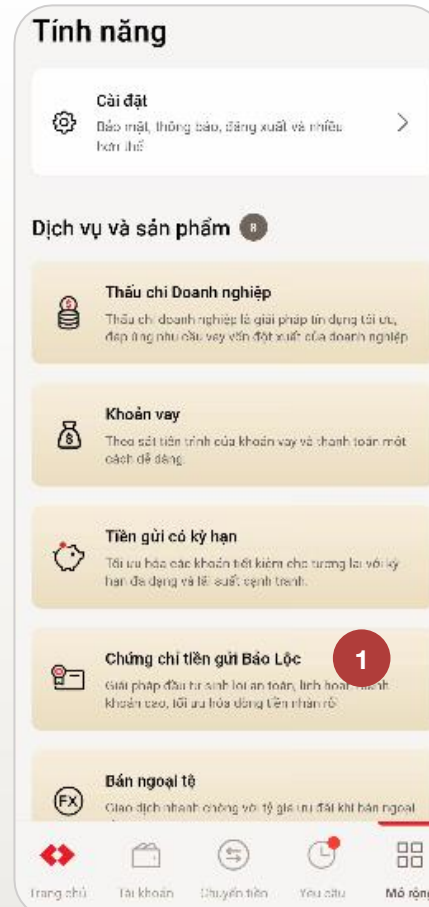 Tính năng
Cài đặt
Bảo mật, thông báo, đăng xuất và nhiều
hơn thế
Dịch vụ và sản phẩm 8
Thấu chi Doanh nghiệp
Thấu chi doanh nghiệp là giải pháp tín dụng tối ưu,
đáp ứng nhu cầu vay vốn đột xuất của doanh nghiệp
Khoản vay
Theo sát tiến trình của khoản vay và thanh toán một
cách dễ dàng.
Tiền gửi có kỳ hạn
Tối ưu hóa các khoản tiết kiệm cho tương lai với kỳ
hạn đa dạng và lãi suất cạnh tranh.
Chứng chỉ tiền gửi Bảo Lộc 1
Giải pháp đầu tư sinh lời an toàn, linh hoạt,
khoản cao, tối ưu hóa dòng tiền nhàn rỗi
Bán ngoại tệ
FX
Giao dịch nhanh chóng với tỷ giá ưu đãi khi bán ngoại
Trang chủ Tài khoản Chuyển tiền Yêu cầu Mở rộng